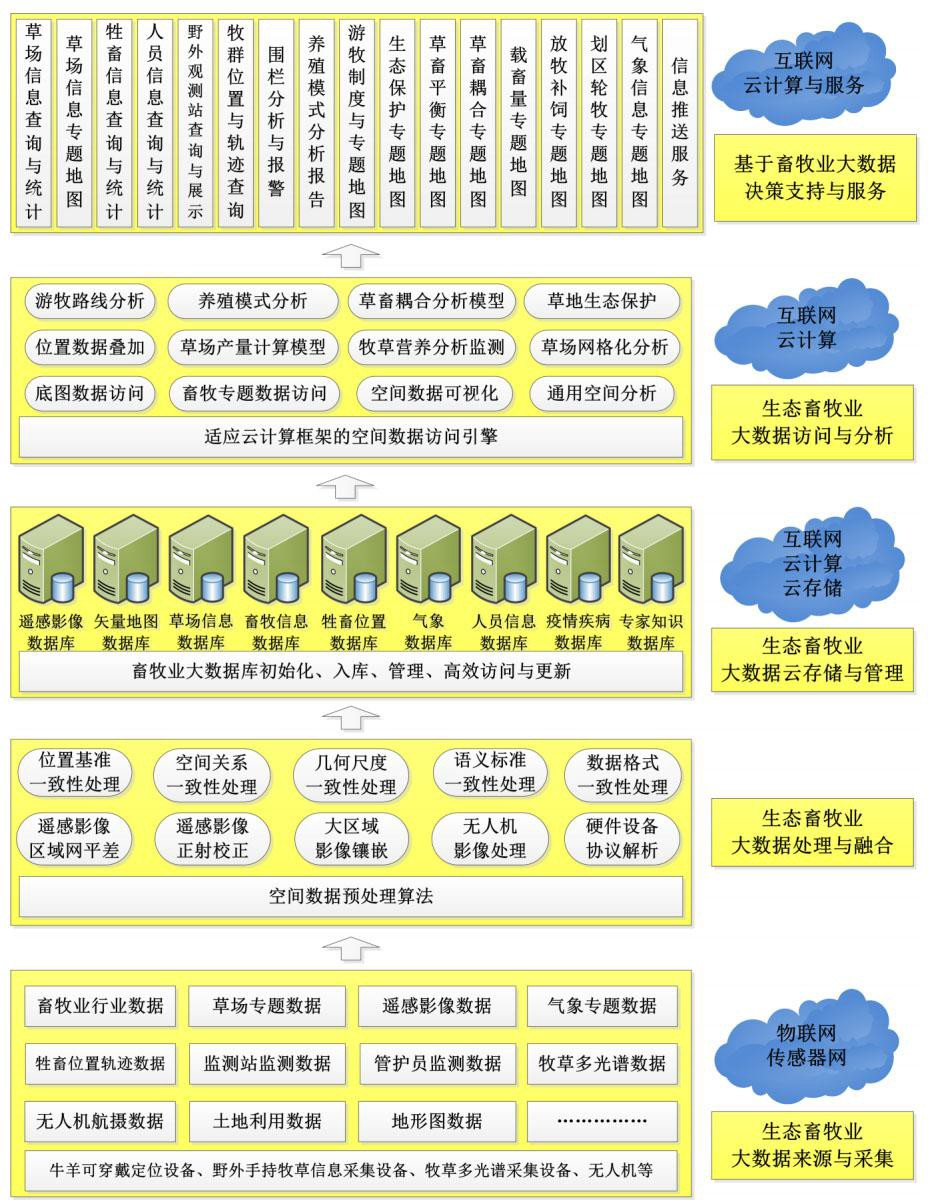 草场信息查询与统计
草场信息专题地图
牲畜信息查询与统计
人员信息查询与统计
野外观测站查询与展示
牧群位置与轨迹查询
围栏分析与报警
养殖模式分析报告
游牧制度与专题地图
生态保护专题地图
草畜平衡专题地图
草畜耦合专题地图
载畜量专题地图
放牧补饲专题地图
划区轮牧专题地图
气象信息专题地图
信息推送服务
互联网
云计算与服务
基于畜牧业大数据
决策支持与服务
游牧路线分析
养殖模式分析
草畜耦合分析模型
草地生态保护
位置数据叠加
草场产量计算模型
牧草营养分析监测
草场网格化分析
底图数据访问
畜牧专题数据访问
空间数据可视化
通用空间分析
适应云计算框架的空间数据访问引擎
互联网
云计算
生态畜牧业
大数据访问与分析
遥感影像
数据库
矢量地图
数据库
草场信息
数据库
畜牧信息
数据库
牲畜位置
数据库
气象
数据库
人员信息
数据库
疫情疾病
数据库
专家知识
数据库
畜牧业大数据库初始化、入库、管理、高效访问与更新
互联网
云计算
云存储
生态畜牧业
大数据云存储与管理
位置基准
一致性处理
空间关系
一致性处理
几何尺度
一致性处理
语义标准
一致性处理
数据格式
一致性处理
遥感影像
区域网平差
遥感影像
正射校正
大区域
影像镶嵌
无人机
影像处理
硬件设备
协议解析
空间数据预处理算法
生态畜牧业
大数据处理与融合
畜牧业行业数据
草场专题数据
遥感影像数据
气象专题数据
牲畜位置轨迹数据
监测站监测数据
管护员监测数据
牧草多光谱数据
无人机航摄数据
土地利用数据
地形图数据
……………
牛羊可穿戴定位设备、野外手持牧草信息采集设备、牧草多光谱采集设备、无人机等
物联网
传感器网
生态畜牧业
大数据来源与采集